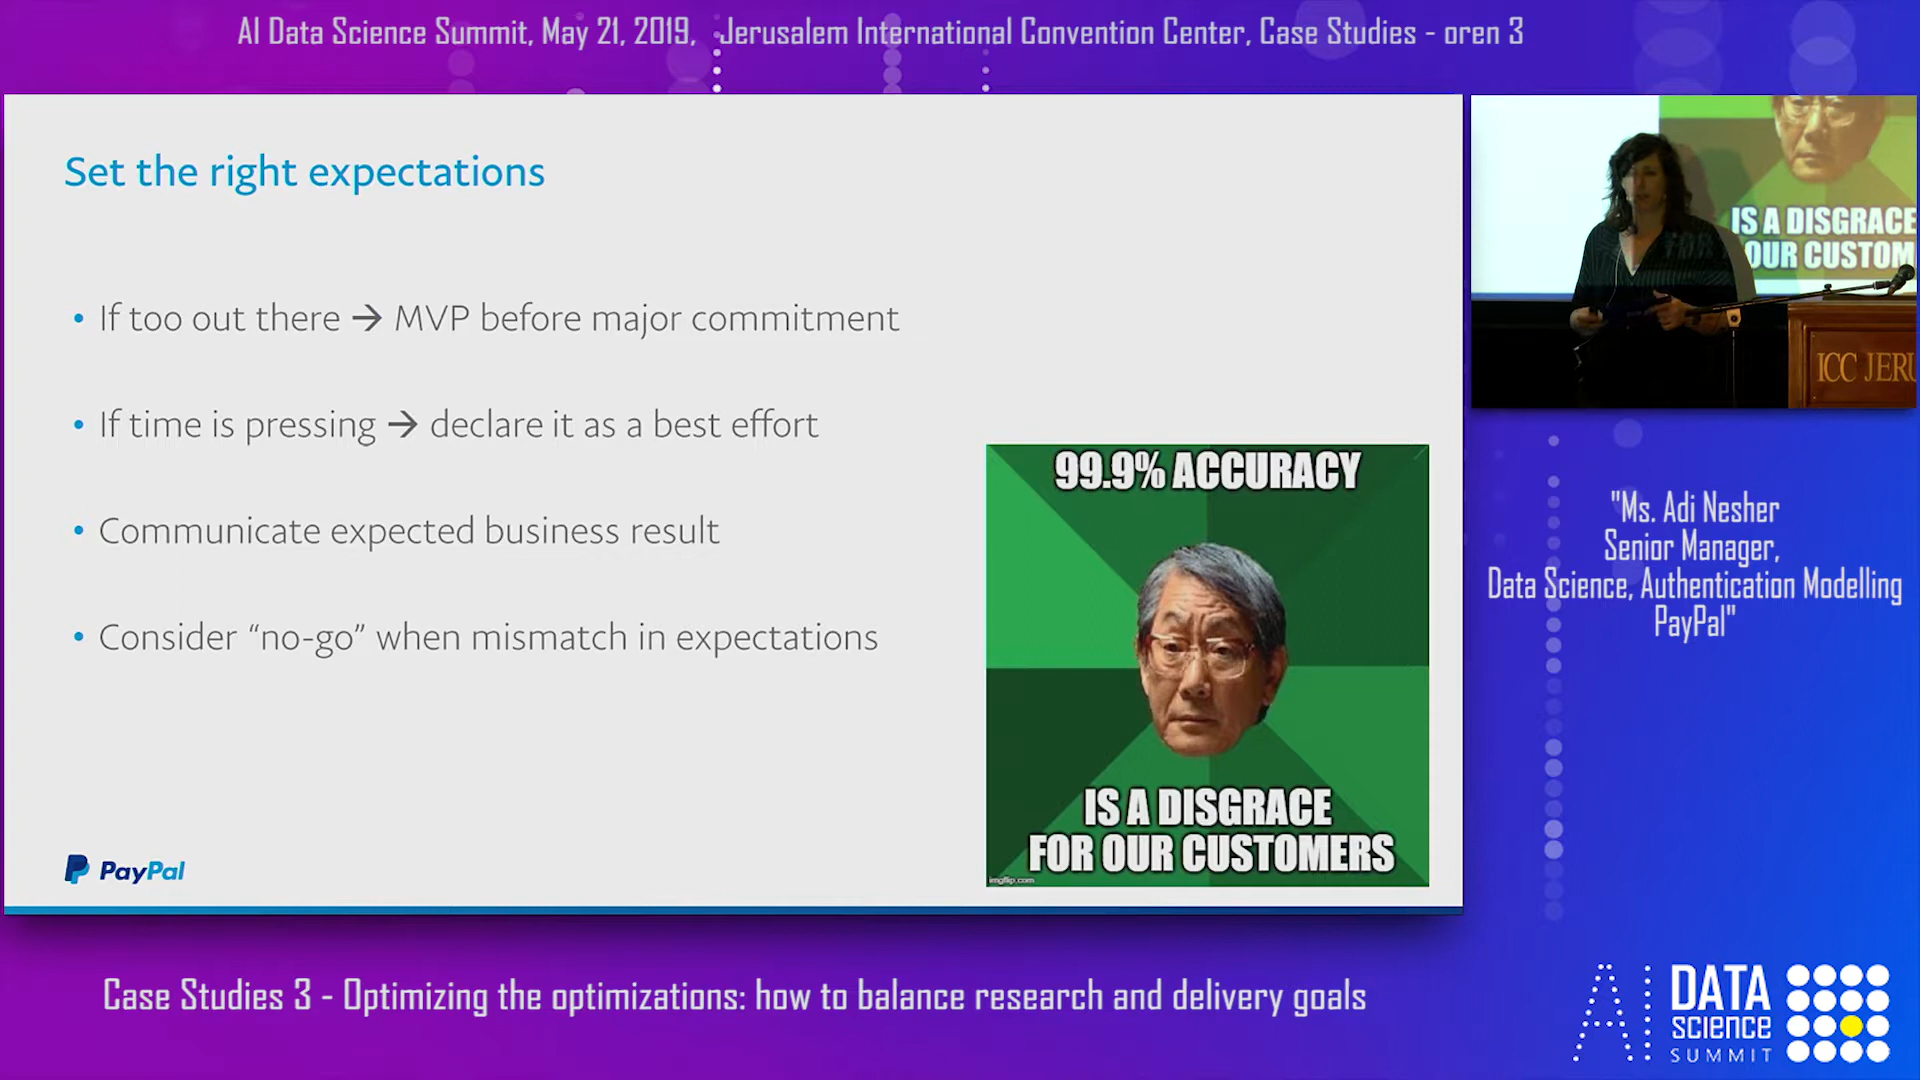 AI Data Science Summit, May 21, 2019, Jerusalem International Convention Center, Case Studies - oren 3
Set the right expectations
• If too out there → MVP before major commitment
• If time is pressing → declare it as a best effort
• Communicate expected business result
• Consider “no-go” when mismatch in expectations
99.9% ACCURACY
IS A DISGRACE
FOR OUR CUSTOMERS
imgflip.com
PayPal
IS A DISGRACE
OUR CUSTOM
ICC JERU
"Ms. Adi Nesher
Senior Manager,
Data Science, Authentication Modelling
PayPal"
Case Studies 3 - Optimizing the optimizations: how to balance research and delivery goals
AI
DATA
science
SUMMIT